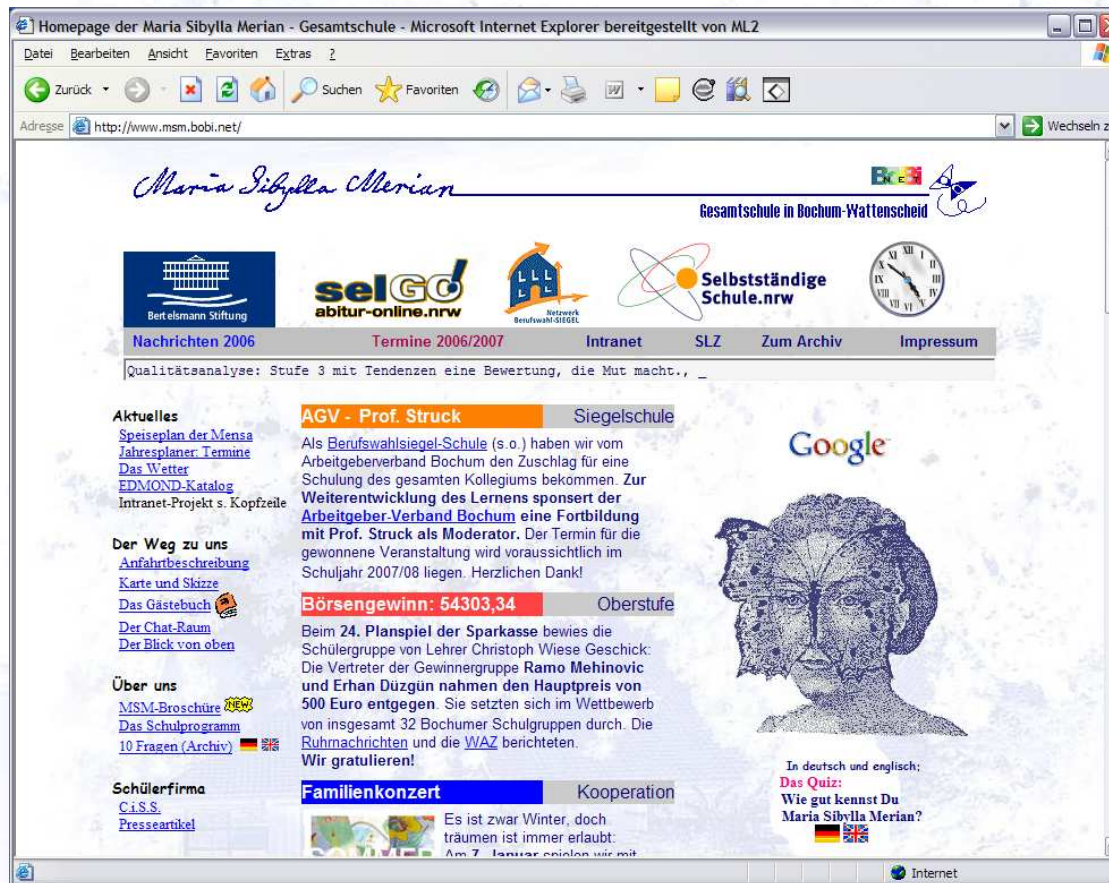 Homepage der Maria Sibylla Merian - Gesamtschule - Microsoft Internet Explorer bereitgestellt von ML2
Datei Bearbeiten Ansicht Favoriten Extras ?
Zurück Suchen Favoriten
Adresse http://www.msm.bobi.net/ Wechseln z
Maria Sibylla Merian
BoBi
NET
Gesamtschule in Bochum-Wattenscheid
Bertelsmann Stiftung
selGO!
abitur-online.nrw
Netzwerk
Berufswahl-SIEGEL
Selbstständige
Schule.nrw
Nachrichten 2006 Termine 2006/2007 Intranet SLZ Zum Archiv Impressum
Qualitätsanalyse: Stufe 3 mit Tendenzen eine Bewertung, die Mut macht., _
Aktuelles
Speiseplan der Mensa
Jahresplaner: Termine
Das Wetter
EDMOND-Katalog
Intranet-Projekt s. Kopfzeile
Der Weg zu uns
Anfahrtbeschreibung
Karte und Skizze
Das Gästebuch
Der Chat-Raum
Der Blick von oben
Über uns
MSM-Broschüre NEW
Das Schulprogramm
10 Fragen (Archiv)
Schülerfirma
C.i.S.S.
Presseartikel
AGV - Prof. Struck Siegelschule
Als Berufswahlsiegel-Schule (s.o.) haben wir vom
Arbeitgeberverband Bochum den Zuschlag für eine
Schulung des gesamten Kollegiums bekommen. Zur
Weiterentwicklung des Lernens sponsert der
Arbeitgeber-Verband Bochum eine Fortbildung
mit Prof. Struck als Moderator. Der Termin für die
gewonnene Veranstaltung wird voraussichtlich im
Schuljahr 2007/08 liegen. Herzlichen Dank!
Börsengewinn: 54303,34 Oberstufe
Beim 24. Planspiel der Sparkasse bewies die
Schülergruppe von Lehrer Christoph Wiese Geschick:
Die Vertreter der Gewinnergruppe Ramo Mehinovic
und Erhan Düzgün nahmen den Hauptpreis von
500 Euro entgegen. Sie setzten sich im Wettbewerb
von insgesamt 32 Bochumer Schulgruppen durch. Die
Ruhrnachrichten und die WAZ berichteten.
Wir gratulieren!
Familienkonzert Kooperation
Es ist zwar Winter, doch
träumen ist immer erlaubt:
Am 7. Januar spielen wir mit
Google
In deutsch und englisch;
Das Quiz:
Wie gut kennst Du
Maria Sibylla Merian?
Internet